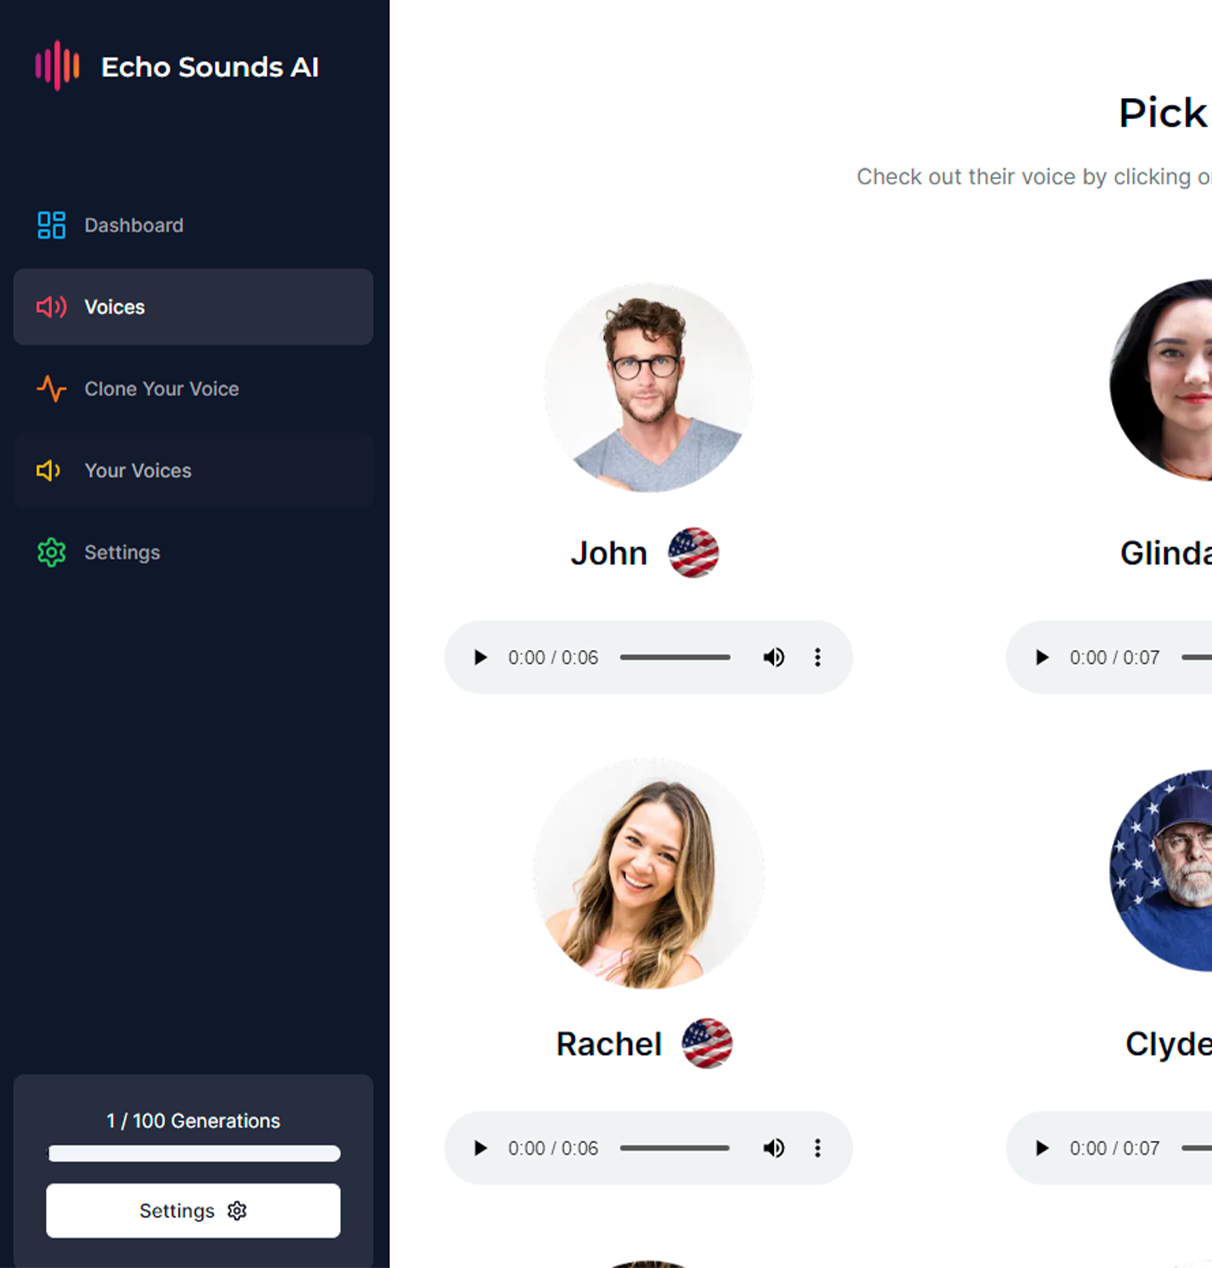 Echo Sounds AI
Dashboard
Voices
Clone Your Voice
Your Voices
Settings
1 / 100 Generations
Settings
Pick
Check out their voice by clicking
John
Glinda
0:00 / 0:06
0:00 / 0:07
Rachel
Clyde
0:00 / 0:06
0:00 / 0:07